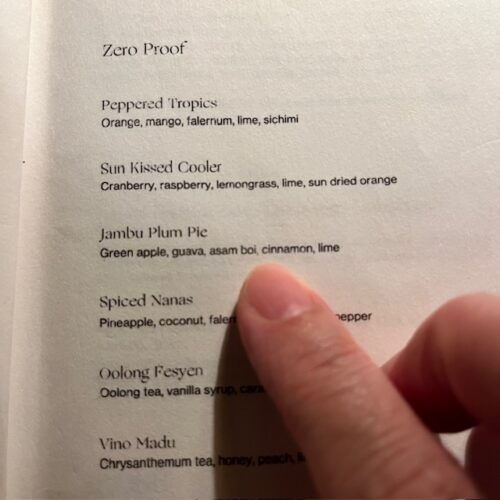 Zero Proof
Peppered Tropics
Orange, mango, falernum, lime, sichimi
Sun Kissed Cooler
Cranberry, raspberry, lemongrass, lime, sun dried orange
Jambu Plum Pie
Green apple, guava, asam boi, cinnamon, lime
Spiced Nanas
Pineapple, coconut,
Oolong Fesyen
Oolong tea, vanilla syrup,
Vino Madu
Chrysanthemum tea, honey, peach,